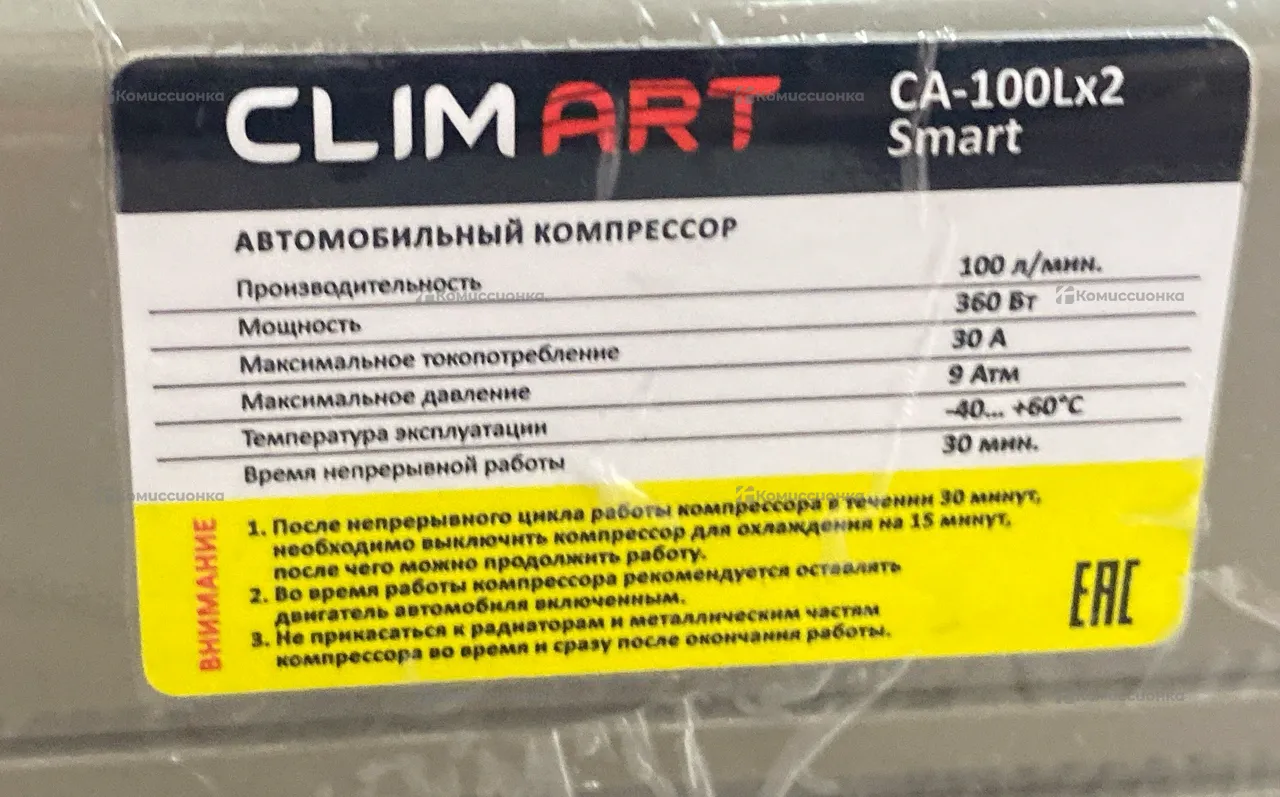 CLIMART
CA-100Lx2
Smart
АВТОМОБИЛЬНЫЙ КОМПРЕССОР
Производительность 100 л/мин.
Мощность 360 Вт
Максимальное токопотребление 30 А
Максимальное давление 9 Атм
Температура эксплуатации -40... +60°C
Время непрерывной работы 30 мин.
ВНИМАНИЕ
1. После непрерывного цикла работы компрессора в течении 30 минут,
необходимо выключить компрессор для охлаждения на 15 минут,
после чего можно продолжить работу.
2. Во время работы компрессора рекомендуется оставлять
двигатель автомобиля включенным.
3. Не прикасаться к радиаторам и металлическим частям
компрессора во время и сразу после окончания работы.
EAC
Комиссионка
Комиссионка
Комиссионка
Комиссионка
Комиссионка
Комиссионка
Комиссионка